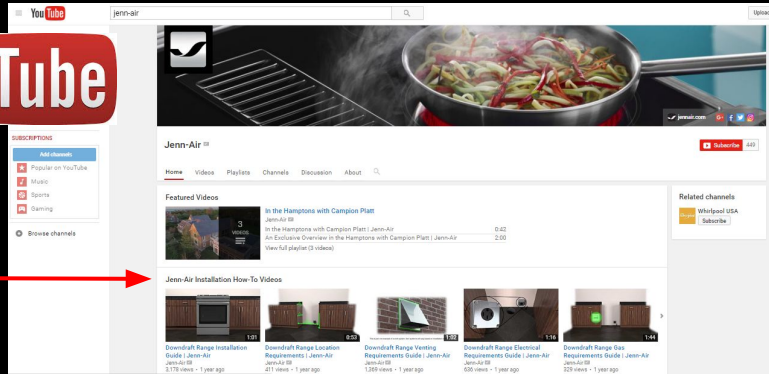 You Tube
jenn-air
Upload
Tube
jennair.com
SUBSCRIPTIONS
Add channels
Popular on YouTube
Music
Sports
Gaming
Browse channels
Jenn-Air
Subscribe 449
Home Videos Playlists Channels Discussion About
Featured Videos
3
VIDEOS
In the Hamptons with Campion Platt
Jenn-Air
In the Hamptons with Campion Platt | Jenn-Air 0:42
An Exclusive Overview in the Hamptons with Campion Platt | Jenn-Air 2:00
View full playlist (3 videos)
Related channels
Whirlpool USA
Subscribe
Jenn-Air Installation How-To Videos
1:01 0:53 1:02 1:16 1:44
Downdraft Range Installation
Guide | Jenn-Air
Jenn-Air
3,179 views • 1 year ago
Downdraft Range Location
Requirements | Jenn-Air
Jenn-Air
411 views • 1 year ago
Downdraft Range Venting
Requirements Guide | Jenn-Air
Jenn-Air
1,369 views • 1 year ago
Downdraft Range Electrical
Requirements Guide | Jenn-Air
Jenn-Air
636 views • 1 year ago
Downdraft Range Gas
Requirements Guide | Jenn-Air
Jenn-Air
329 views • 1 year ago